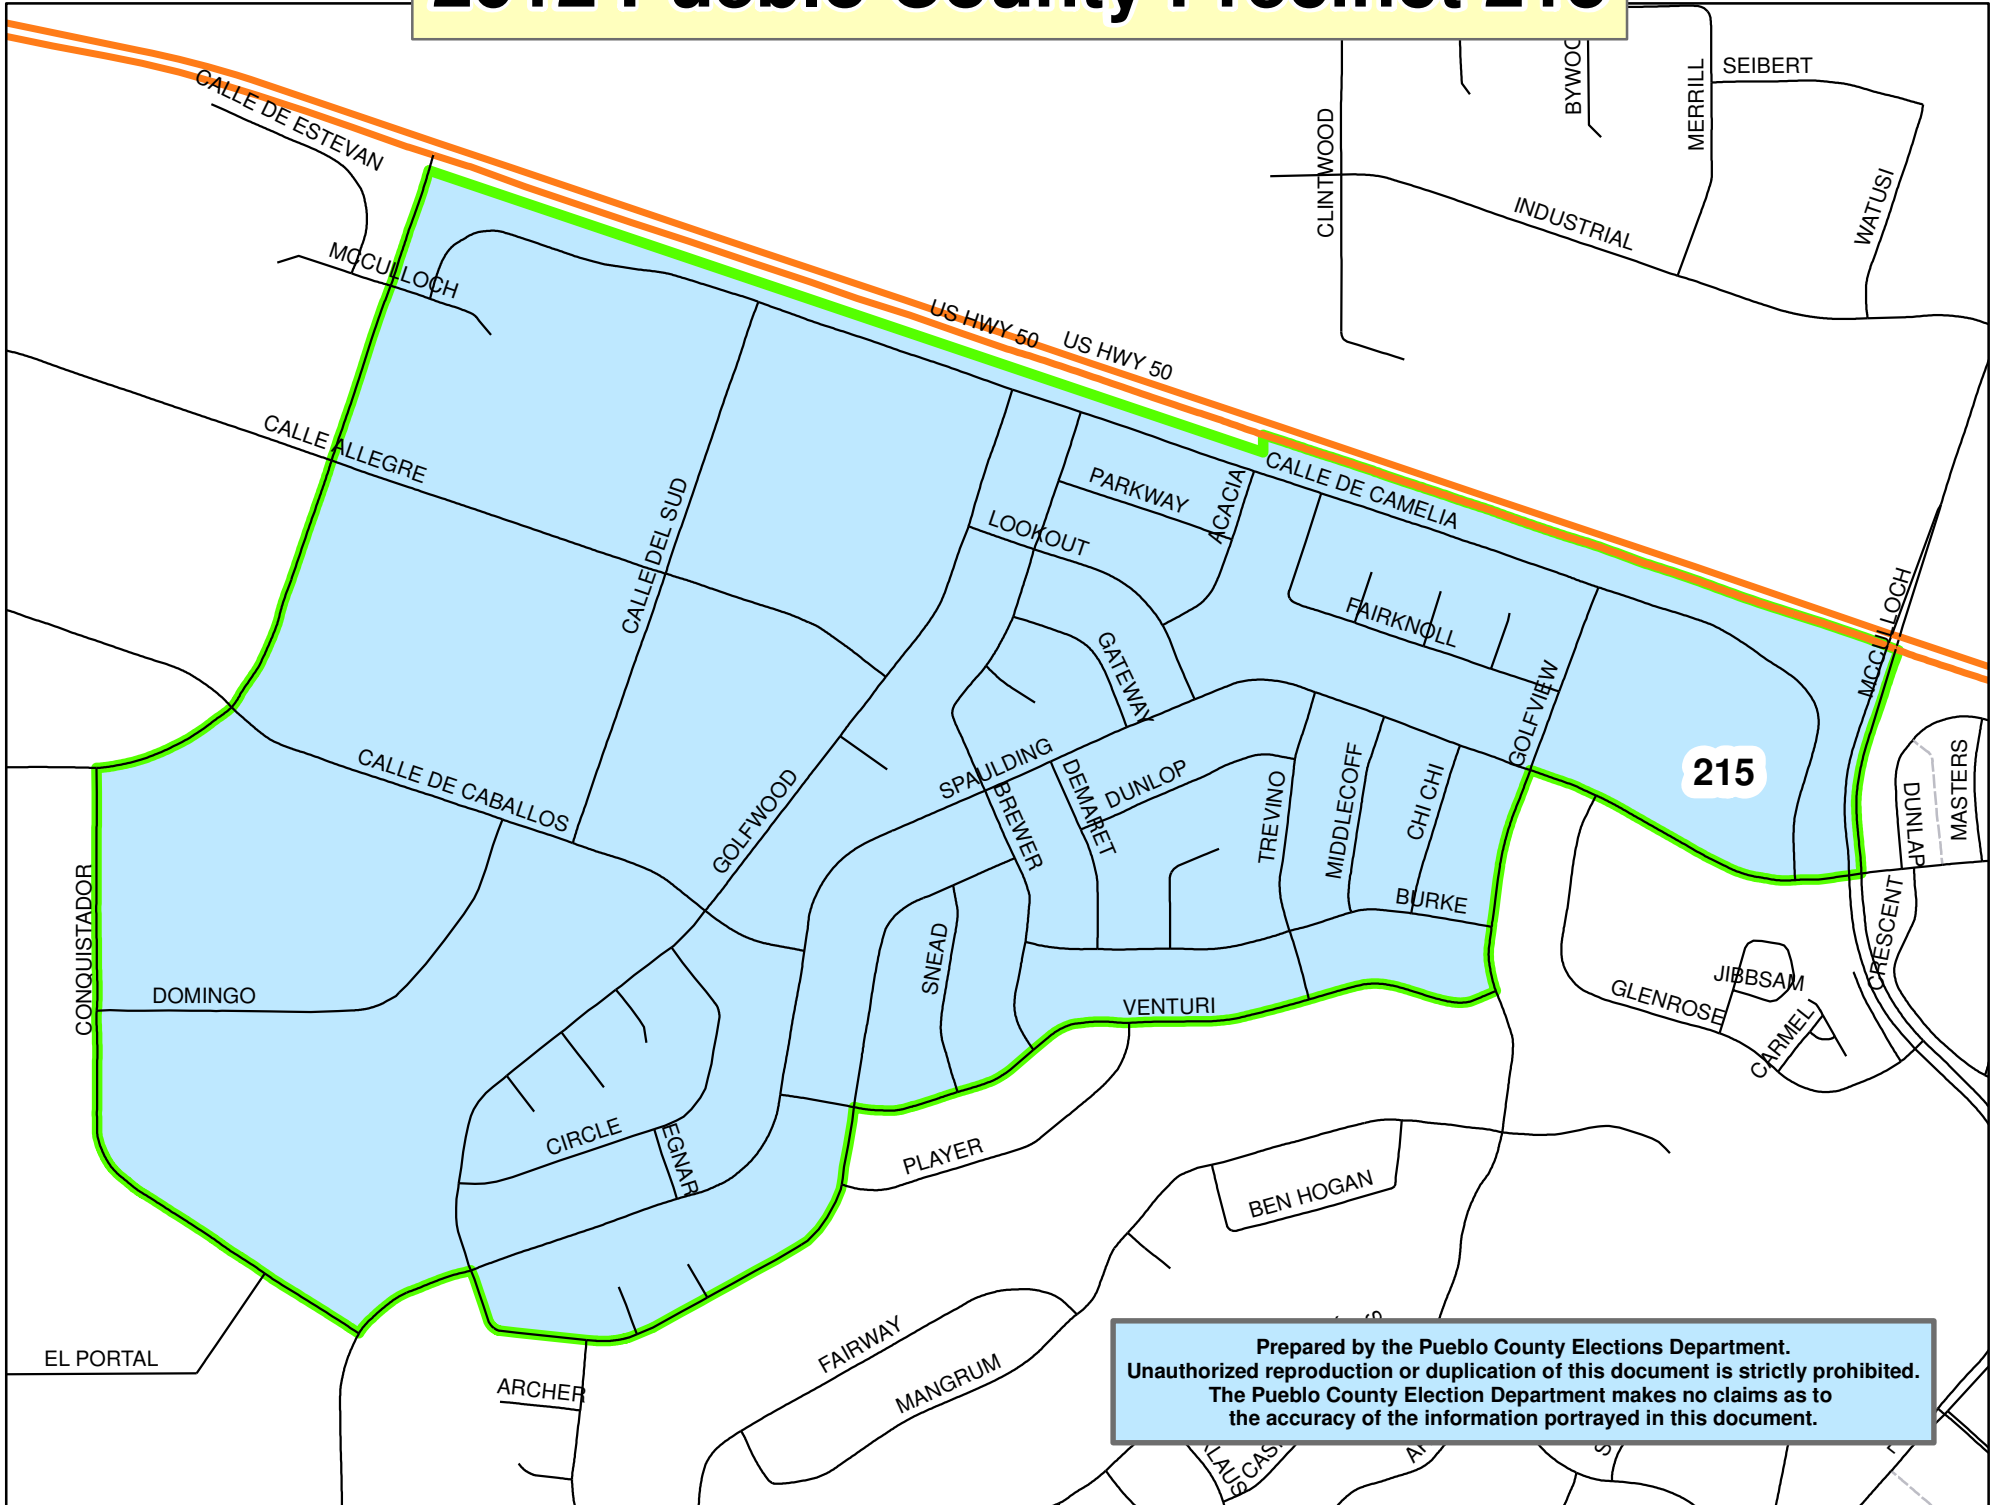 2012 Pueblo County Precinct 215
SEIBERT
MERRILL
CALLE DE ESTEVAN
CLINTWOOD
WATUSI
INDUSTRIAL
MCCULLOCH
US HWY 50
US HWY 50
CALLE ALLEGRE
CALLE DEL SUD
PARKWAY
ACACIA
CALLE DE CAMELIA
LOOKOUT
FAIRKNOLL
MCCULLOCH
GATEWAY
GOLFVIEW
CALLE DE CABALLOS
SPAULDING
DEMARET
DUNLOP
TREVINO
MIDDLECOFF
CHI CHI
215
DUNLAP
MASTERS
GOLFWOOD
BREWER
BURKE
CONQUISTADOR
SNEAD
CRESCENT
DOMINGO
VENTURI
JIBBSAM
GLENROSE
CARMEL
CIRCLE
EGNAR
PLAYER
BEN HOGAN
EL PORTAL
FAIRWAY
ARCHER
MANGRUM
Prepared by the Pueblo County Elections Department.
Unauthorized reproduction or duplication of this document is strictly prohibited.
The Pueblo County Election Department makes no claims as to
the accuracy of the information portrayed in this document.